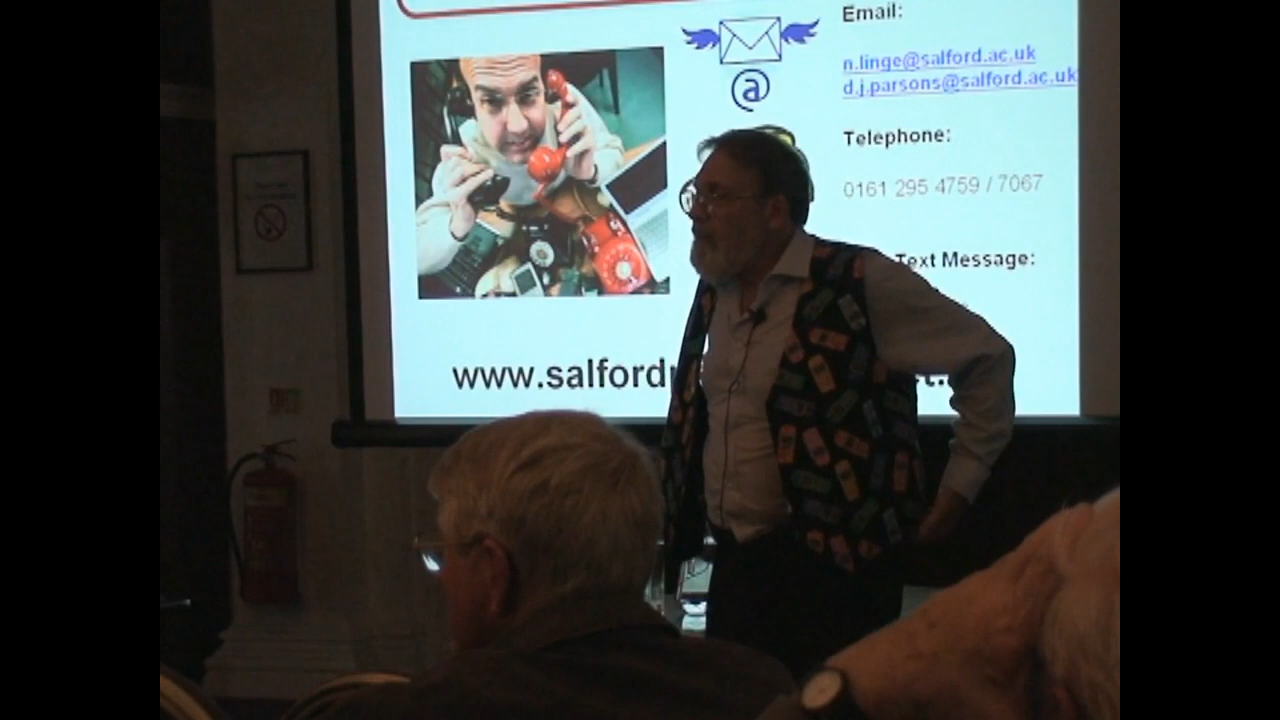 Email:
n.linge@salford.ac.uk
d.j.parsons@salford.ac.uk
@
Telephone:
0161 295 4759 / 7067
Text Message:
www.salford